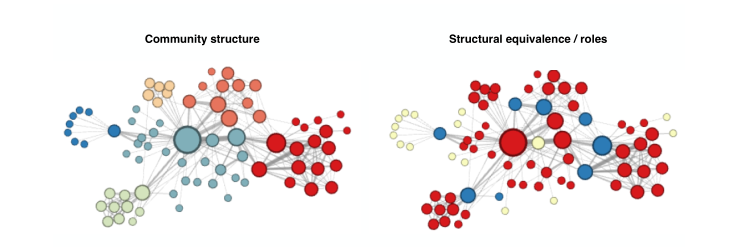 Community structure
Structural equivalence / roles